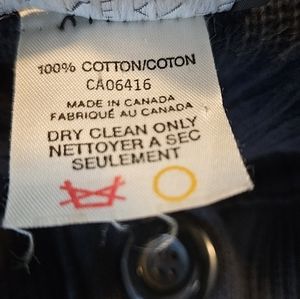 100% COTTON/COTON
CA06416
MADE IN CANADA
FABRIQUÉ AU CANADA
DRY CLEAN ONLY
NETTOYER A SEC
SEULEMENT